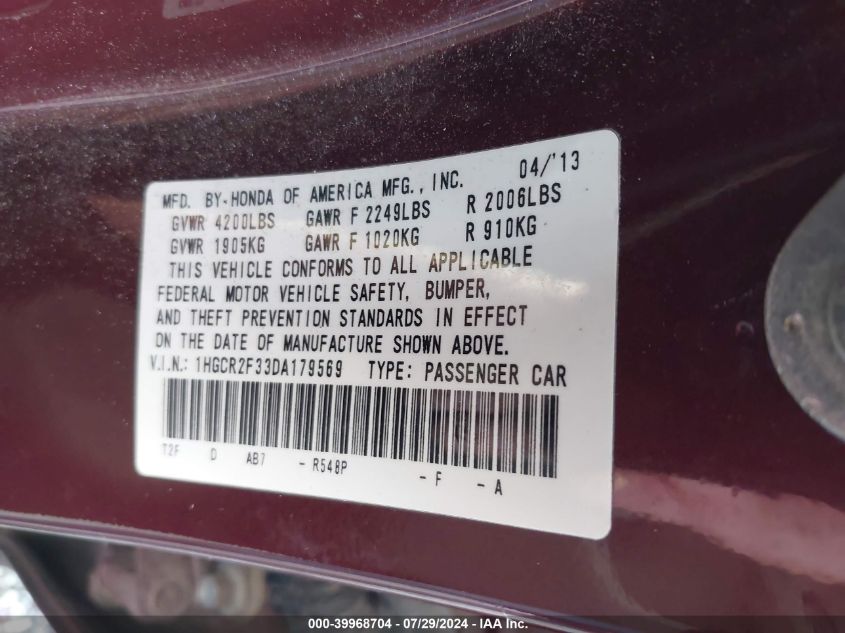 MFD. BY HONDA OF AMERICA MFG., INC. 04/'13
GVWR 4200LBS GAWR F 2249LBS R 2006LBS
GVWR 1905KG GAWR F 1020KG R 910KG
THIS VEHICLE CONFORMS TO ALL APPLICABLE
FEDERAL MOTOR VEHICLE SAFETY, BUMPER,
AND THEFT PREVENTION STANDARDS IN EFFECT
ON THE DATE OF MANUFACTURE SHOWN ABOVE.
V.I.N.: 1HGCR2F33DA179569 TYPE: PASSENGER CAR
T2F D AB7 - R548P - F - A
000-39968704 - 07/29/2024 - IAA Inc.